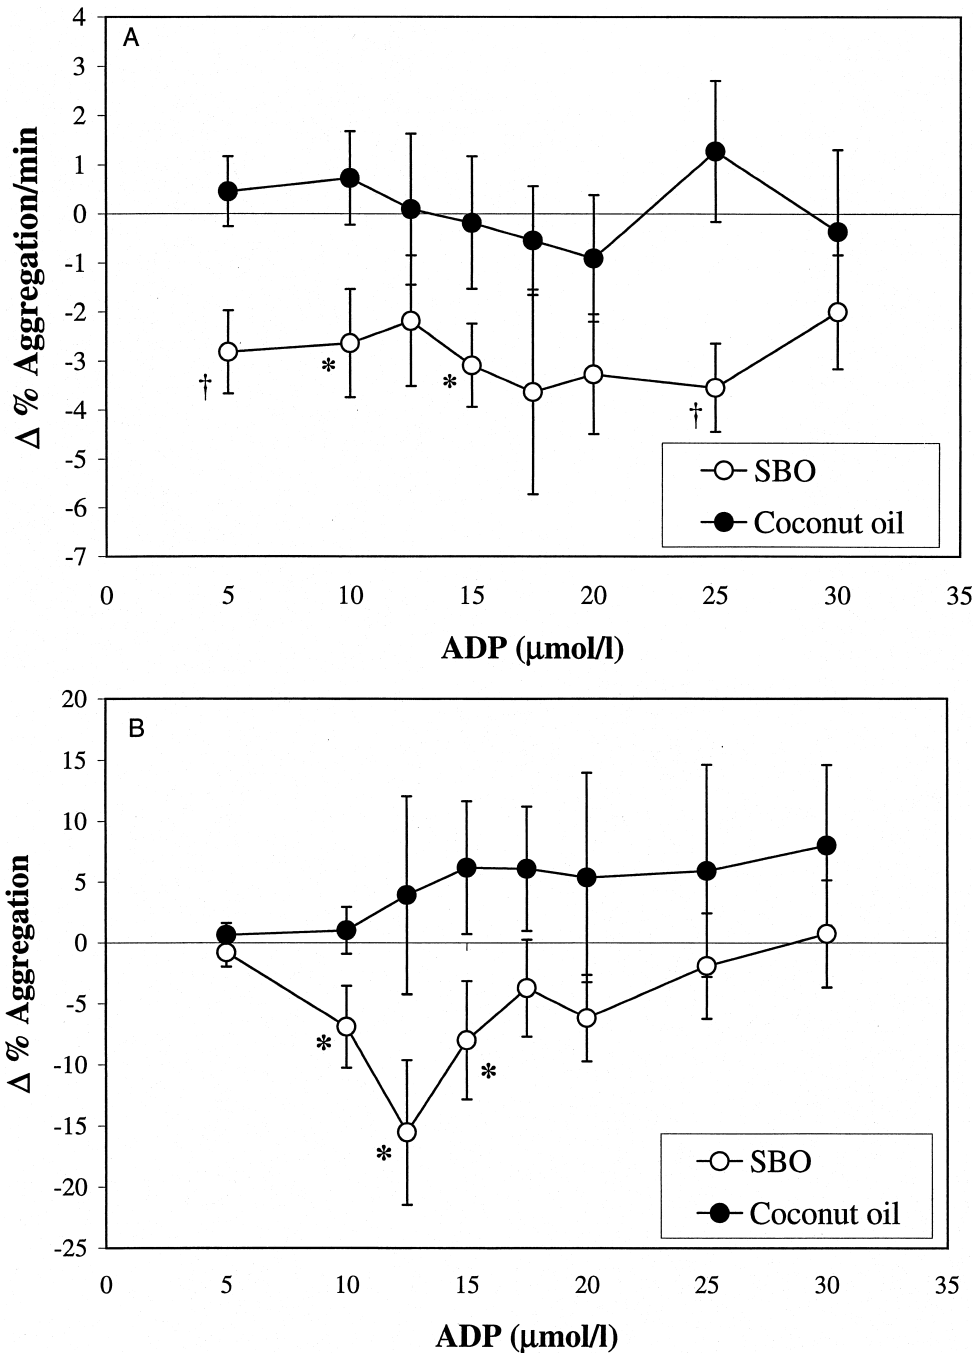 A
4
3
2
1
0
-1
-2
-3
-4
-5
-6
-7
Δ % Aggregation/min
†
*
*
†
SBO
Coconut oil
0 5 10 15 20 25 30 35
ADP (μmol/l)
B
20
15
10
5
0
-5
-10
-15
-20
-25
Δ % Aggregation
*
*
*
SBO
Coconut oil
0 5 10 15 20 25 30 35
ADP (μmol/l)